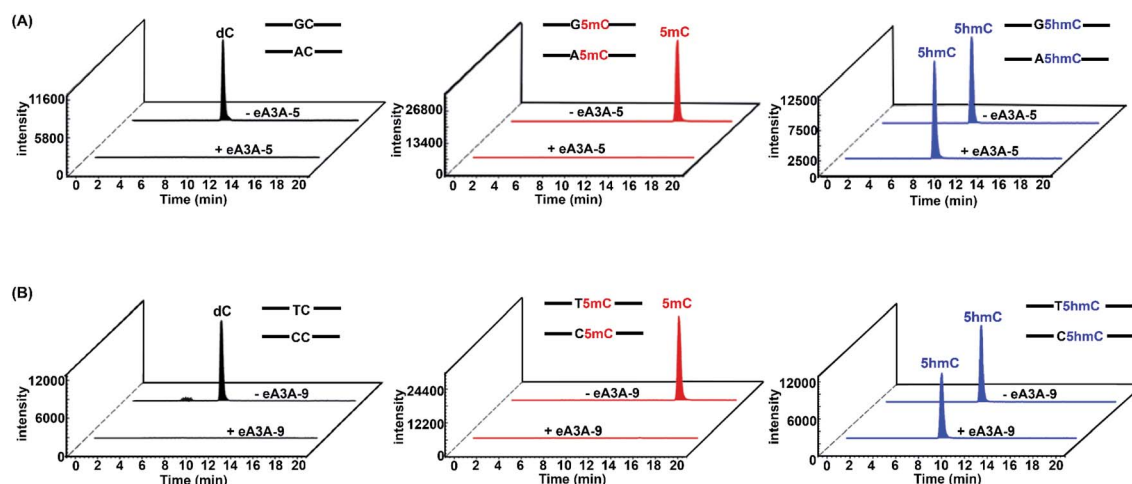 (A)
GC
AC
dC
11600
5800
0
intensity
- eA3A-5
+ eA3A-5
0 2 4 6 8 10 12 14 16 18 20
Time (min)
G5mC
A5mC
5mC
26800
13400
0
intensity
- eA3A-5
+ eA3A-5
0 2 4 6 8 10 12 14 16 18 20
Time (min)
G5hmC
A5hmC
5hmC
5hmC
12500
7500
2500
intensity
- eA3A-5
+ eA3A-5
0 2 4 6 8 10 12 14 16 18 20
Time (min)
(B)
TC
CC
dC
12000
6000
0
intensity
- eA3A-9
+ eA3A-9
0 2 4 6 8 10 12 14 16 18 20
Time (min)
T5mC
C5mC
5mC
24400
12200
0
intensity
- eA3A-9
+ eA3A-9
0 2 4 6 8 10 12 14 16 18 20
Time (min)
T5hmC
C5hmC
5hmC
5hmC
12000
6000
0
intensity
- eA3A-9
+ eA3A-9
0 2 4 6 8 10 12 14 16 18 20
Time (min)